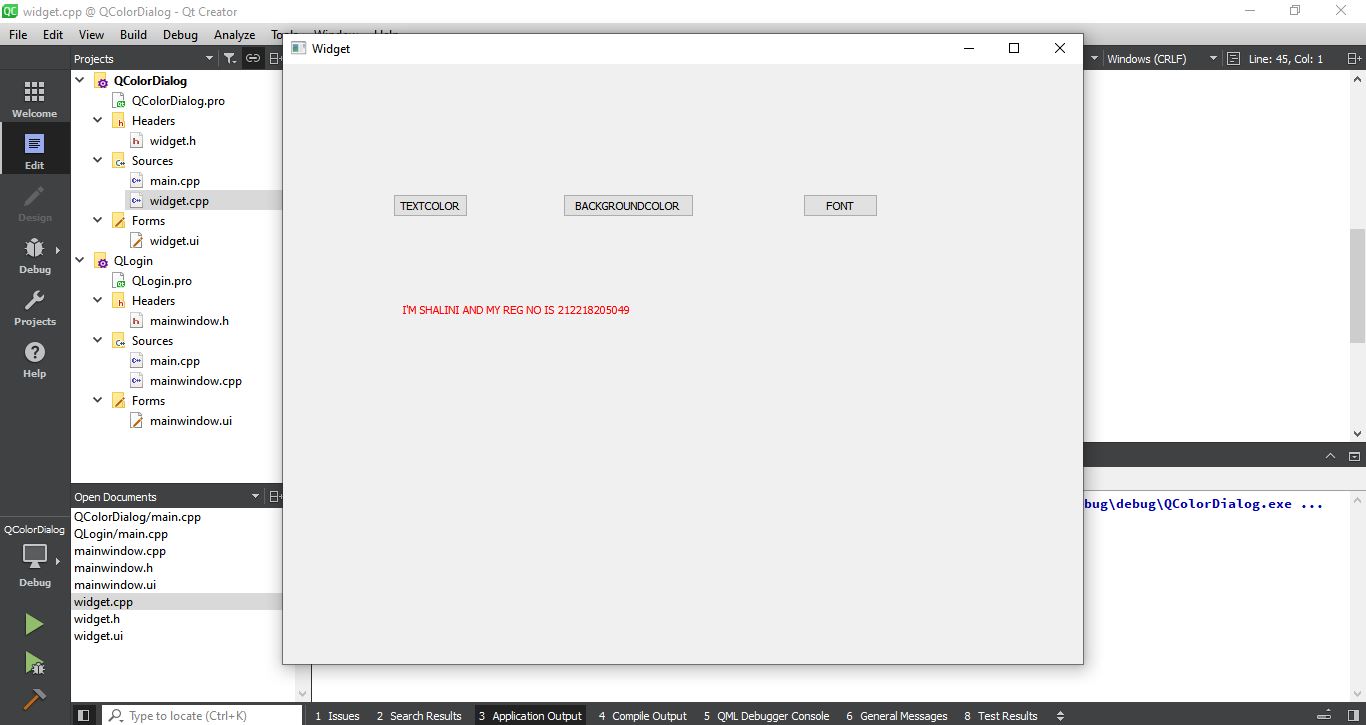 widget.cpp @ QColorDialog - Qt Creator
File Edit View Build Debug Analyze
Widget
Projects
Windows (CRLF) Line: 45, Col: 1
Welcome
Edit
Design
Debug
Projects
Help
QColorDialog
QColorDialog.pro
Headers
widget.h
Sources
main.cpp
widget.cpp
Forms
widget.ui
QLogin
QLogin.pro
Headers
mainwindow.h
Sources
main.cpp
mainwindow.cpp
Forms
mainwindow.ui
TEXTCOLOR BACKGROUNDCOLOR FONT
I'M SHALINI AND MY REG NO IS 212218205049
Open Documents
QColorDialog/main.cpp
QLogin/main.cpp
mainwindow.cpp
mainwindow.h
mainwindow.ui
widget.cpp
widget.h
widget.ui
bug\debug\QColorDialog.exe ...
QColorDialog
Debug
Type to locate (Ctrl+K)
1 Issues 2 Search Results 3 Application Output 4 Compile Output 5 QML Debugger Console 6 General Messages 8 Test Results